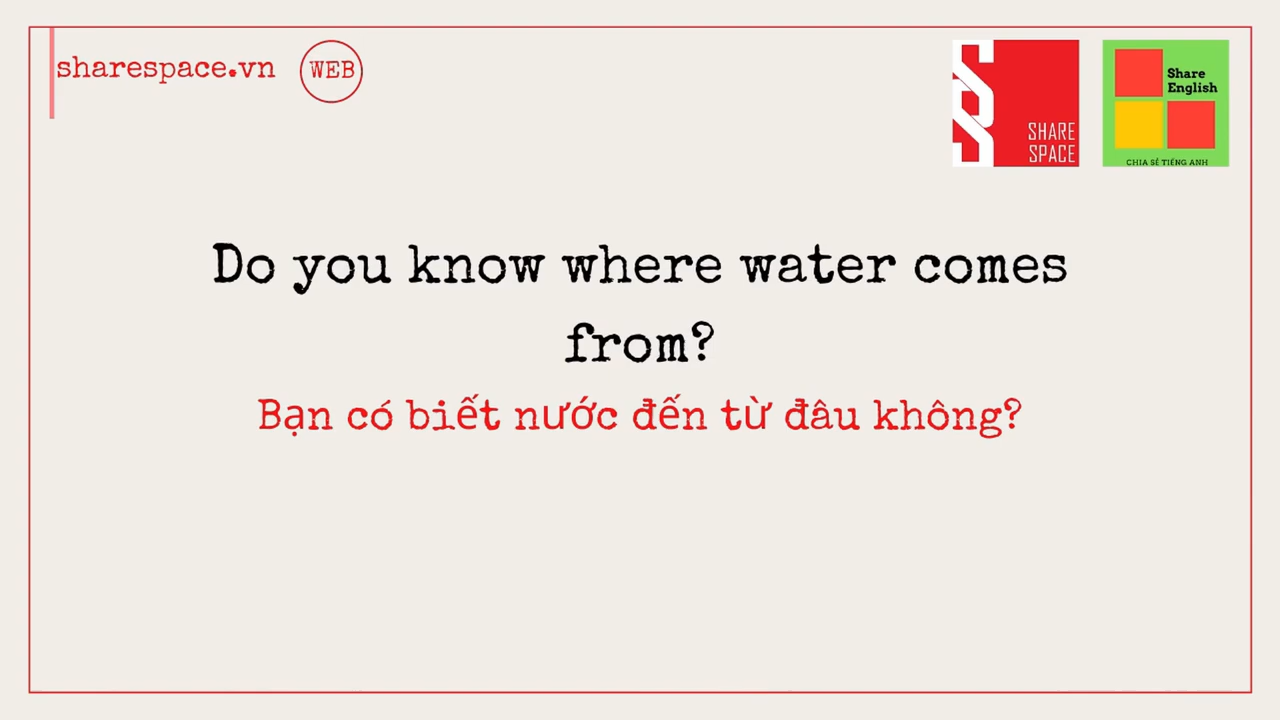 sharespace.vn
WEB
SHARE
SPACE
Share
English
CHIA SẺ TIẾNG ANH
Do you know where water comes
from?
Bạn có biết nước đến từ đâu không?